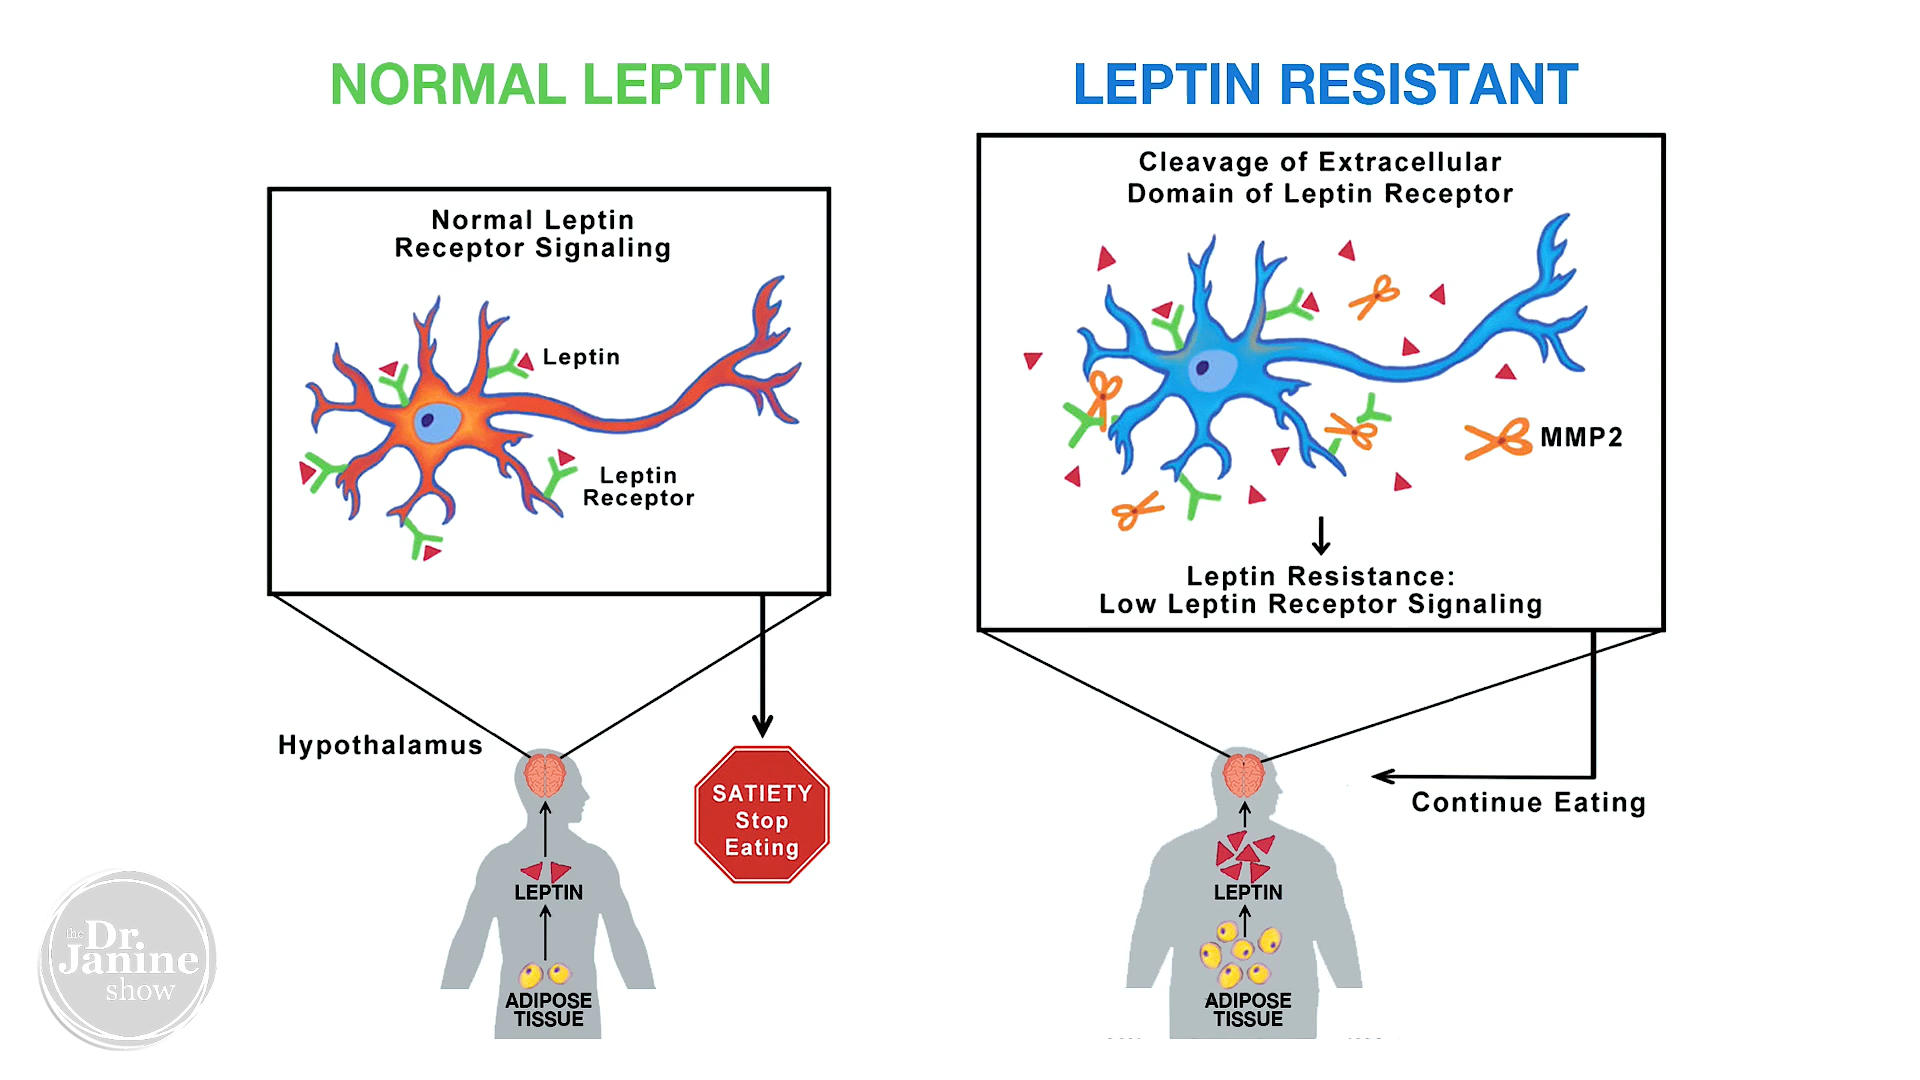 NORMAL LEPTIN
Normal Leptin
Receptor Signaling
Leptin
Leptin
Receptor
Hypothalamus
SATIETY
Stop
Eating
LEPTIN
ADIPOSE
TISSUE
LEPTIN RESISTANT
Cleavage of Extracellular
Domain of Leptin Receptor
MMP2
Leptin Resistance:
Low Leptin Receptor Signaling
Continue Eating
LEPTIN
ADIPOSE
TISSUE
the Dr.
Janine
show